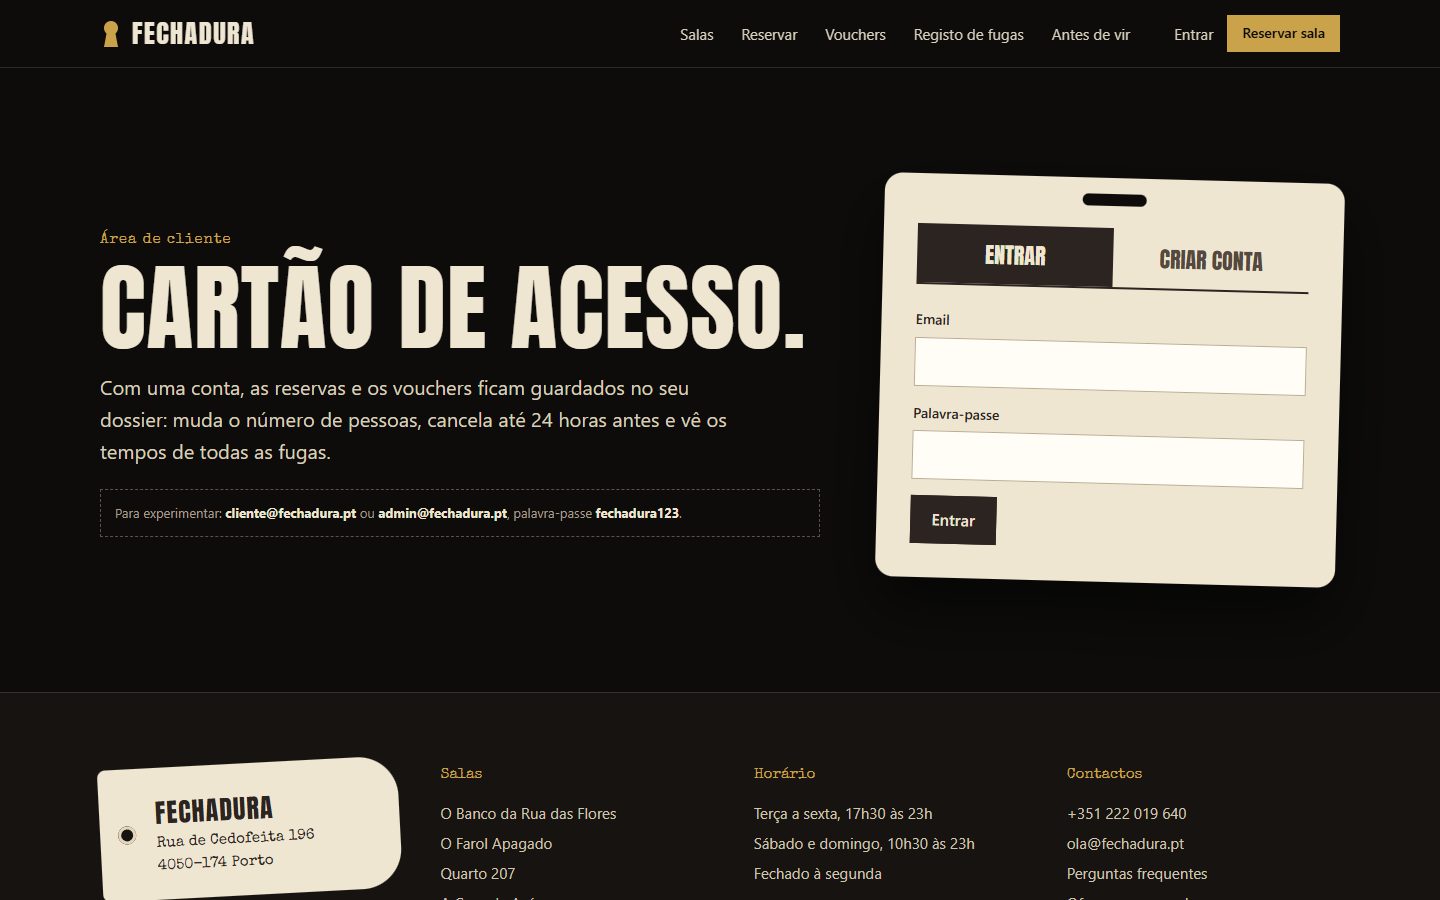 FECHADURA
Salas
Reservar
Vouchers
Registo de fugas
Antes de vir
Entrar
Reservar sala
Área de cliente
CARTÃO DE ACESSO.
Com uma conta, as reservas e os vouchers ficam guardados no seu
dossier: muda o número de pessoas, cancela até 24 horas antes e vê os
tempos de todas as fugas.
Para experimentar: cliente@fechadura.pt ou admin@fechadura.pt, palavra-passe fechadura123.
ENTRAR
CRIAR CONTA
Email
Palavra-passe
Entrar
FECHADURA
Rua de Cedofeita 196
4050-174 Porto
Salas
O Banco da Rua das Flores
O Farol Apagado
Quarto 207
Horário
Terça a sexta, 17h30 às 23h
Sábado e domingo, 10h30 às 23h
Fechado à segunda
Contactos
+351 222 019 640
ola@fechadura.pt
Perguntas frequentes